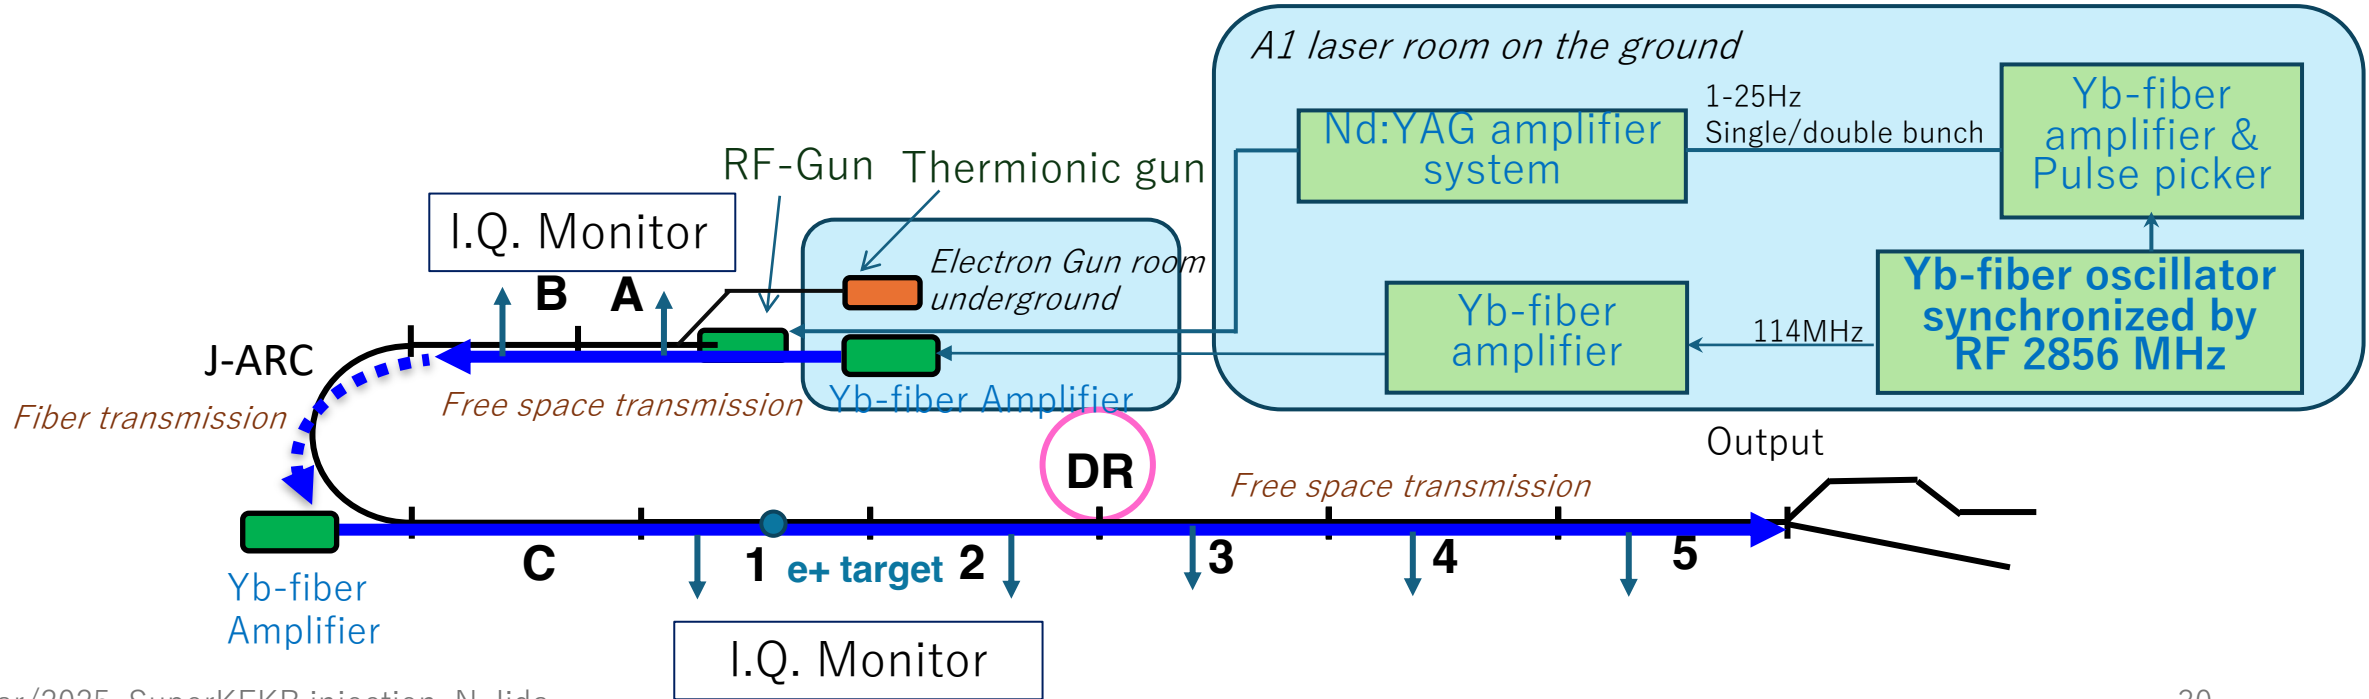 A1 laser room on the ground
1-25Hz
Single/double bunch
Yb-fiber
amplifier &
Pulse picker
Nd:YAG amplifier
system
RF-Gun
Thermionic gun
I.Q. Monitor
B
A
Electron Gun room
underground
Yb-fiber oscillator
synchronized by
RF 2856 MHz
114MHz
Yb-fiber
amplifier
J-ARC
Fiber transmission
Free space transmission
Yb-fiber Amplifier
DR
Output
Free space transmission
C
1
e+ target
2
3
4
5
Yb-fiber
Amplifier
I.Q. Monitor